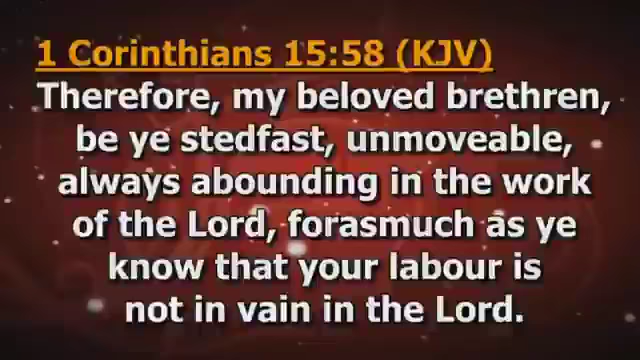 1 Corinthians 15:58 (KJV)
Therefore, my beloved brethren,
be ye stedfast, unmoveable,
always abounding in the work
of the Lord, forasmuch as ye
know that your labour is
not in vain in the Lord.